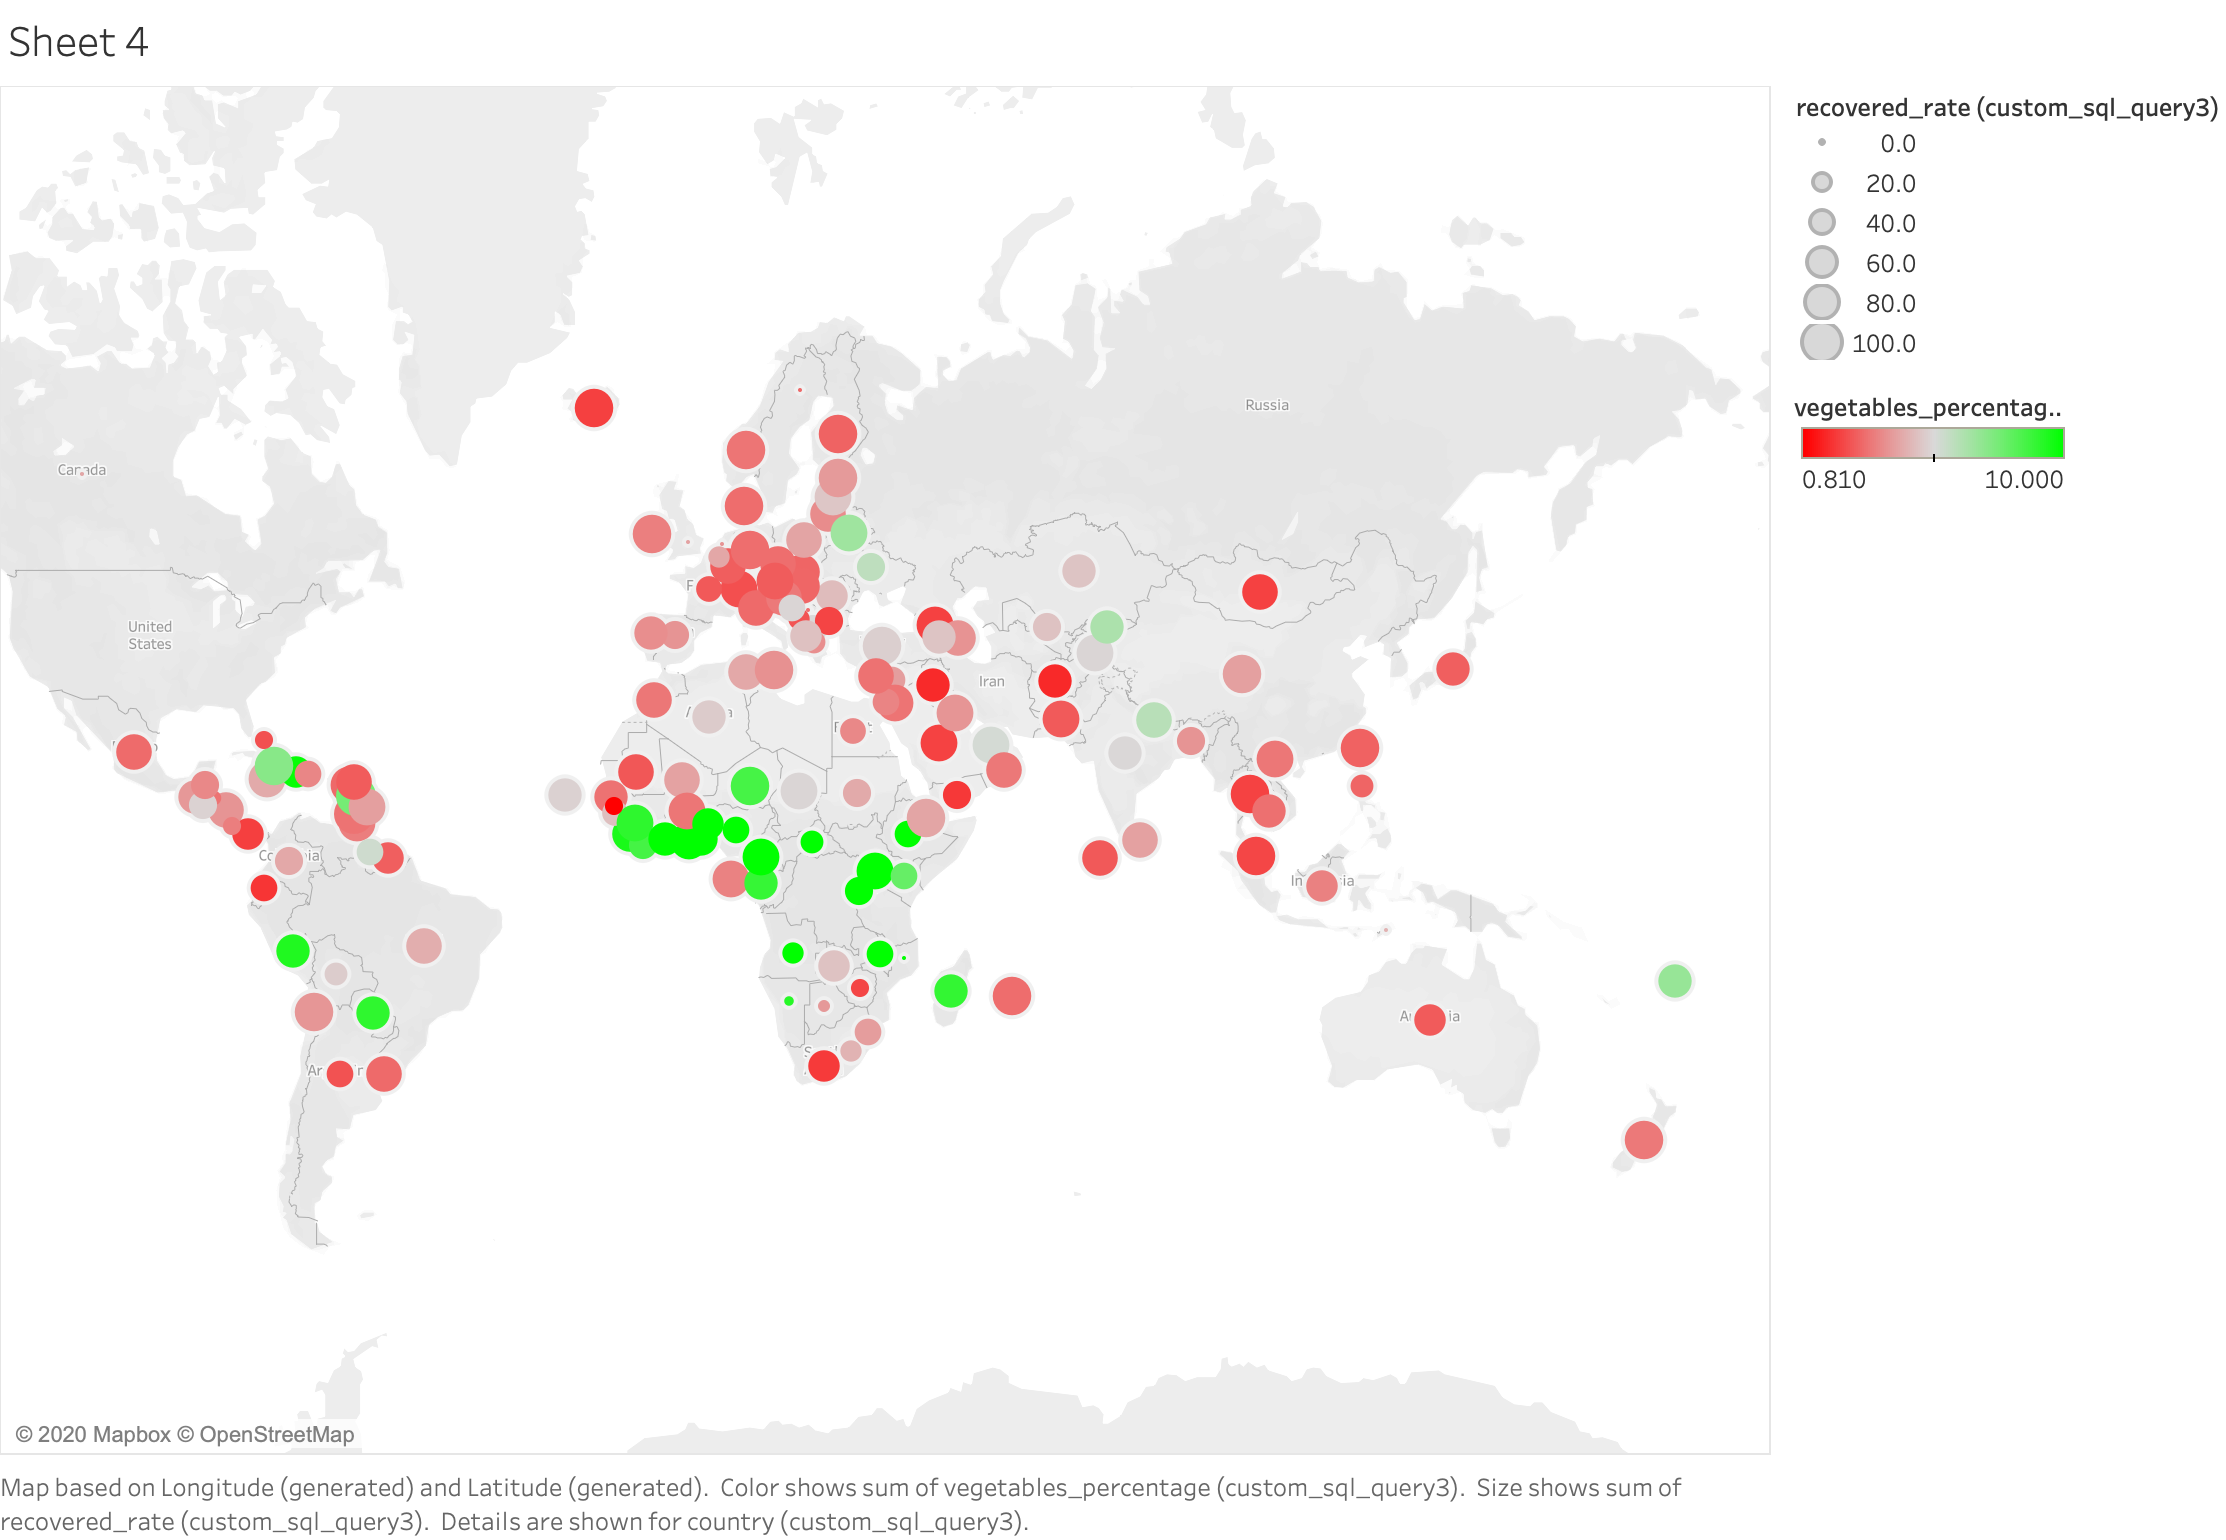 Sheet 4
recovered_rate (custom_sql_query3)
0.0
20.0
40.0
60.0
80.0
100.0
vegetables_percentag..
0.810
10.000
Russia
Canada
United
States
Iran
© 2020 Mapbox © OpenStreetMap
Map based on Longitude (generated) and Latitude (generated).  Color shows sum of vegetables_percentage (custom_sql_query3).  Size shows sum of
recovered_rate (custom_sql_query3).  Details are shown for country (custom_sql_query3).